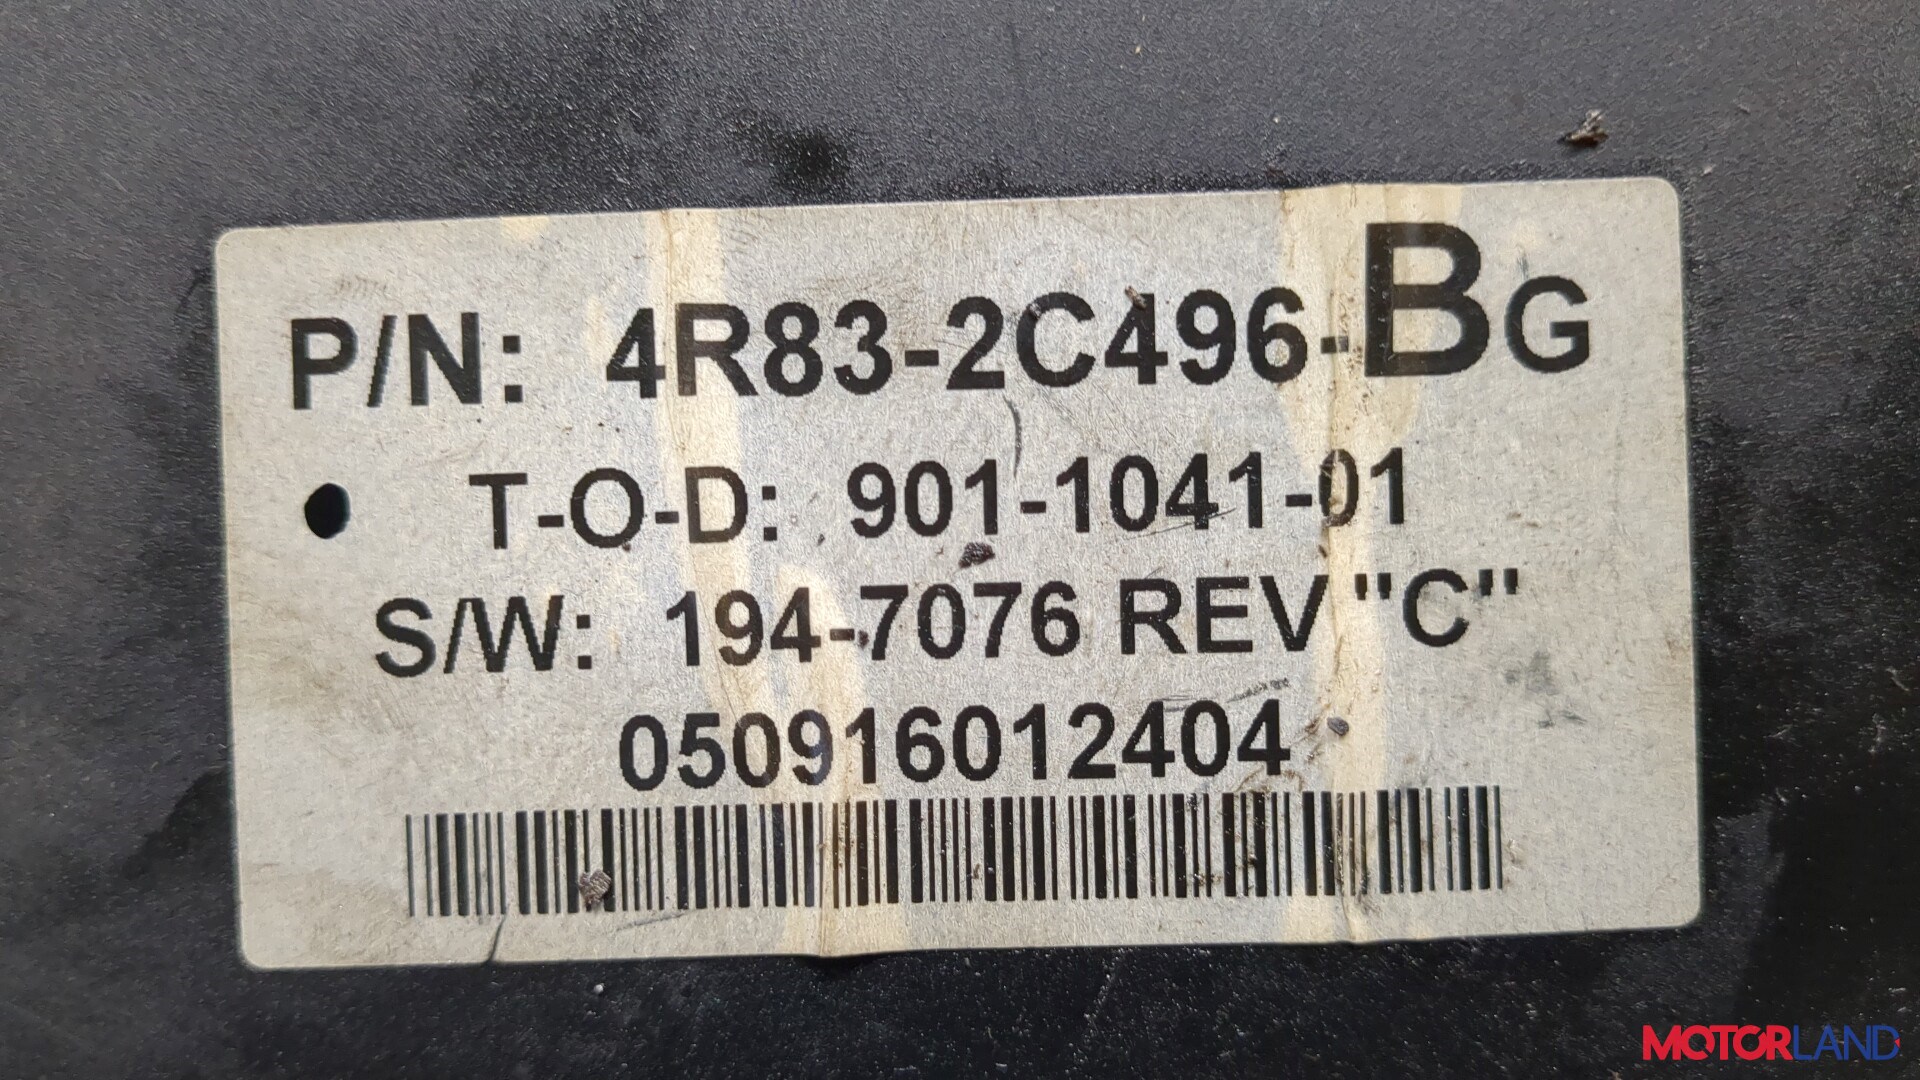 P/N: 4R83-2C496-BG
T-O-D: 901-1041-01
S/W: 194-7076 REV "C"
050916012404
MOTORLAND